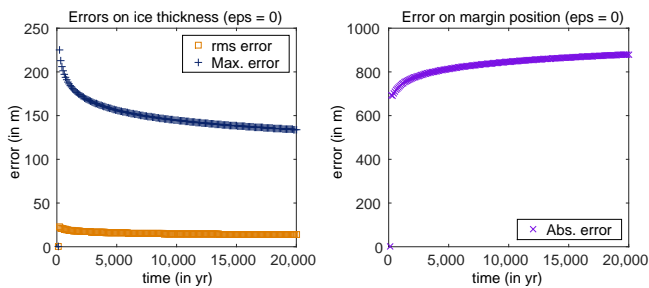 Errors on ice thickness (eps = 0)
250
200
150
100
50
0
error (in m)
rms error
Max. error
0
5,000
10,000
15,000
20,000
time (in yr)
Error on margin position (eps = 0)
1000
800
600
400
200
0
error (in m)
Abs. error
0
5,000
10,000
15,000
20,000
time (in yr)